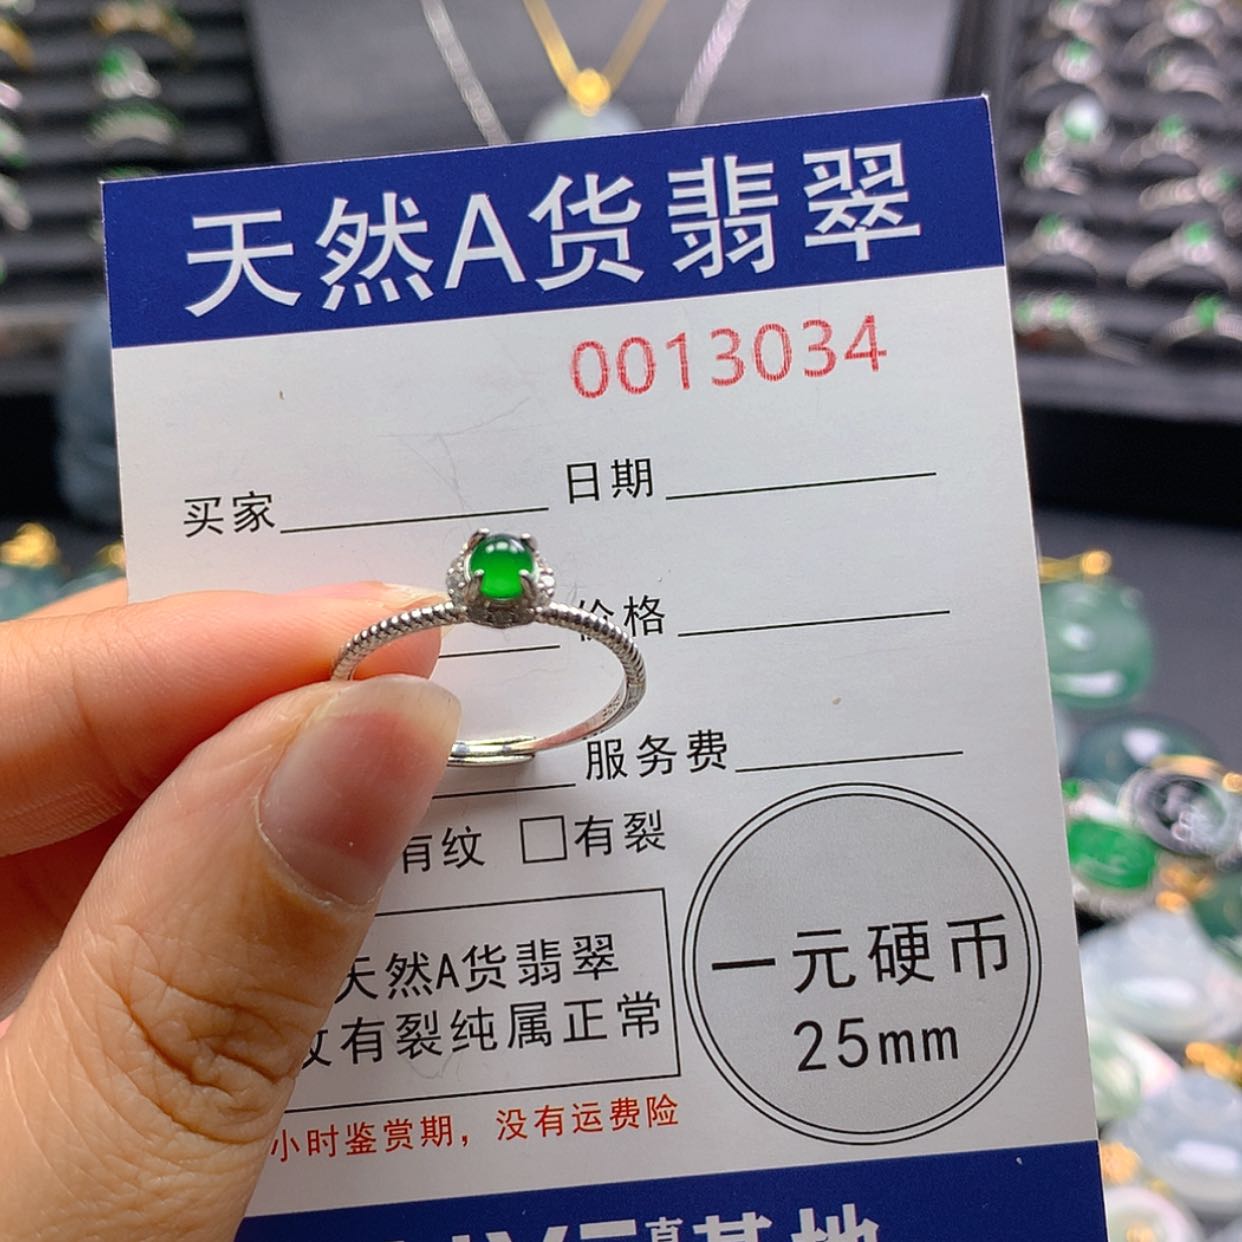 天然A货翡翠
0013034
买家 日期
价格
服务费
有纹 □有裂
天然A货翡翠
纹有裂纯属正常
一元硬币
25mm
小时鉴赏期，没有运费险
基地